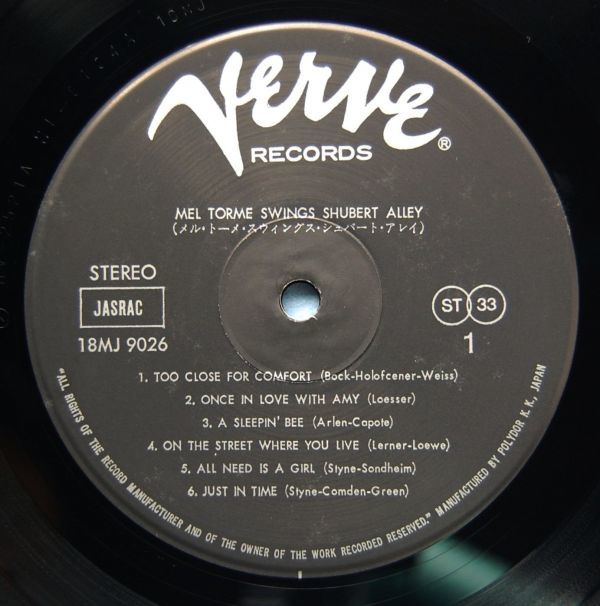 Verve
RECORDS ®
MEL TORME SWINGS SHUBERT ALLEY
(メル・トーメ・スウィングス・シュバート・アレイ)
STEREO
JASRAC
18MJ 9026
ST 33
1
1. TOO CLOSE FOR COMFORT (Bock-Holofcener-Weiss)
2. ONCE IN LOVE WITH AMY (Loesser)
3. A SLEEPIN' BEE (Arlen-Capote)
4. ON THE STREET WHERE YOU LIVE (Lerner-Loewe)
5. ALL NEED IS A GIRL (Styne-Sondheim)
6. JUST IN TIME (Styne-Comden-Green)
"ALL RIGHTS OF THE RECORD MANUFACTURER AND OF THE OWNER OF THE WORK RECORDED RESERVED." MANUFACTURED BY POLYDOR K.K., JAPAN